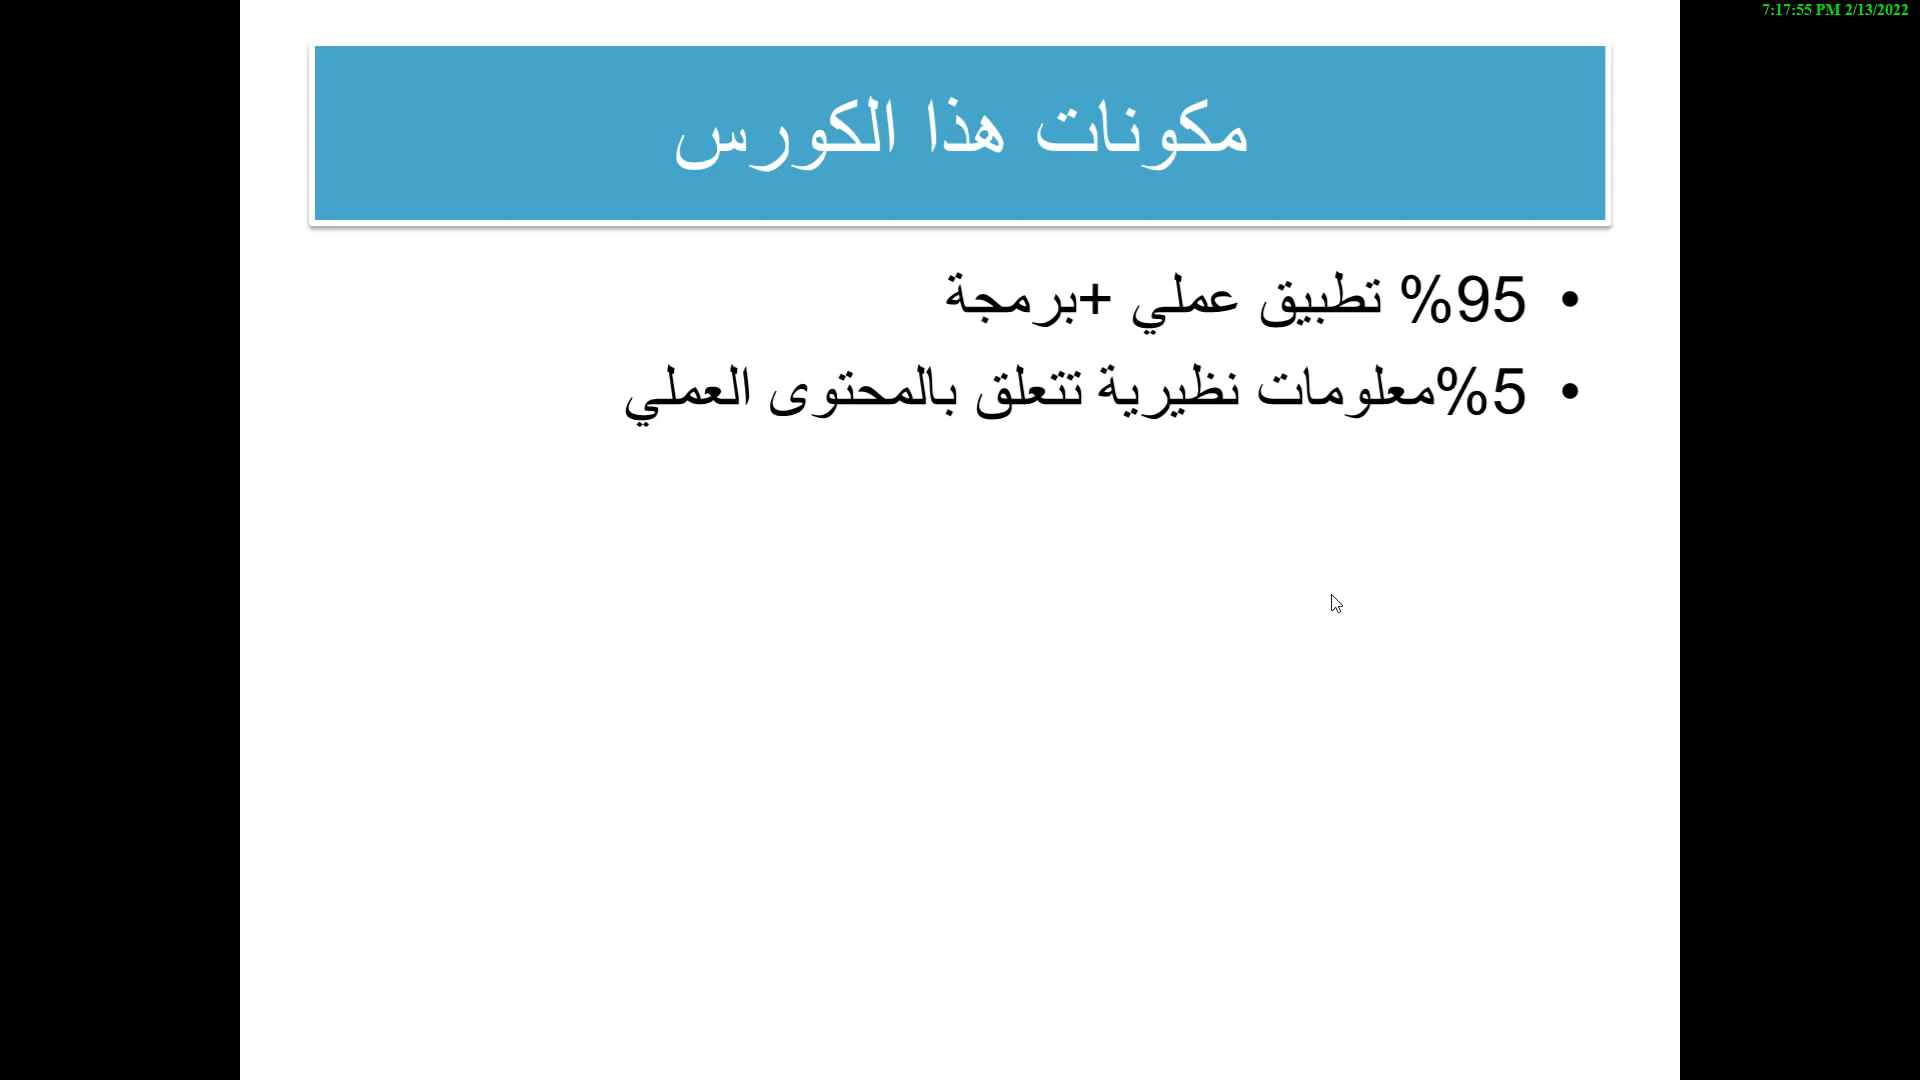 7:17:55 PM 2/13/2022
مكونات هذا الكورس
• 95% تطبيق عملي +برمجة
• 5%معلومات نظيرية تتعلق بالمحتوى العملي